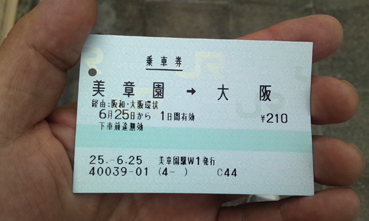 乗車券
美章園 → 大阪
経由:阪和・大阪環状
6月25日から 1日間有効 ¥210
下車前途無効
25.-6.25 美章園駅W1発行
40039-01 (4-) C44